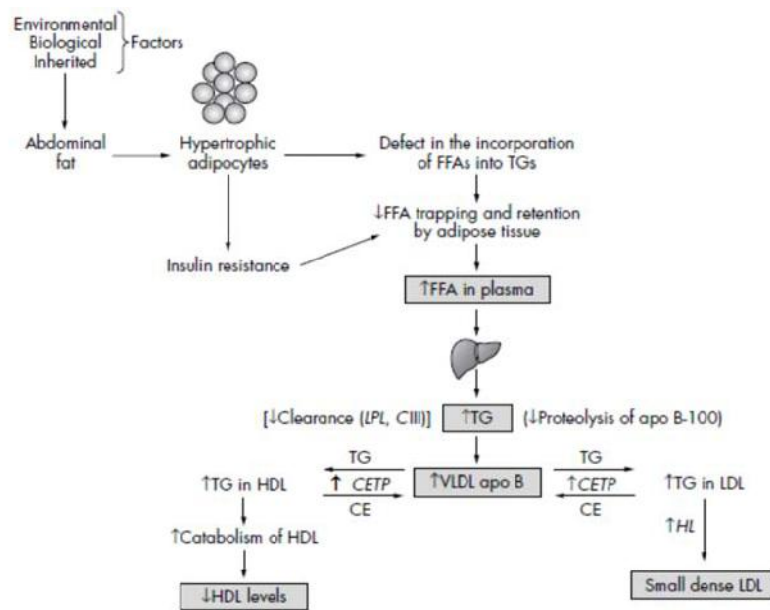 Environmental
Biological
Inherited
Factors
Abdominal
fat
Hypertrophic
adipocytes
Defect in the incorporation
of FFAs into TGs
↓FFA trapping and retention
by adipose tissue
Insulin resistance
↑FFA in plasma
[↓Clearance (LPL, CIII)]
↑TG
(↓Proteolysis of apo B-100)
TG
↑TG in HDL
↑ CETP
CE
↑VLDL apo B
TG
↑CETP
CE
↑TG in LDL
↑Catabolism of HDL
↑HL
↓HDL levels
Small dense LDL